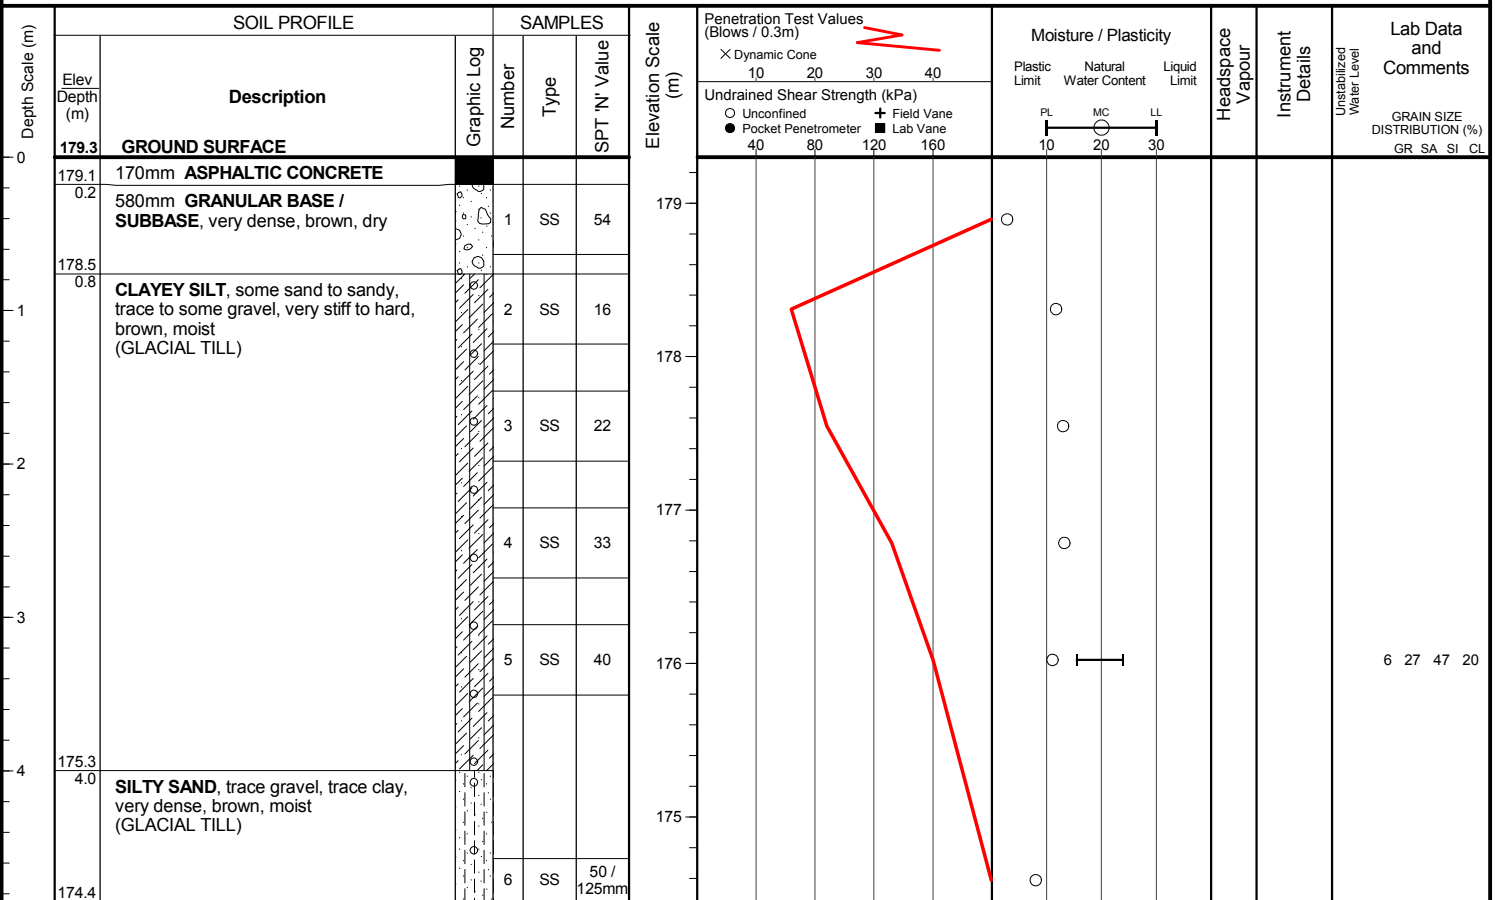 SOIL PROFILE
SAMPLES
Depth Scale (m)
Elev
Depth
(m)
Description
Graphic Log
Number
Type
SPT 'N' Value
Elevation Scale
(m)
Penetration Test Values
(Blows / 0.3m)
× Dynamic Cone
10 20 30 40
Undrained Shear Strength (kPa)
Unconfined
Field Vane
Pocket Penetrometer
Lab Vane
40 80 120 160
Moisture / Plasticity
Plastic
Limit
Natural
Water Content
Liquid
Limit
PL MC LL
10 20 30
Headspace
Vapour
Instrument
Details
Unstabilized
Water Level
Lab Data
and
Comments
GRAIN SIZE
DISTRIBUTION (%)
GR SA SI CL
179.3 GROUND SURFACE
0
179.1 170mm ASPHALTIC CONCRETE
0.2
580mm GRANULAR BASE /
SUBBASE, very dense, brown, dry
1 SS 54
179
178.5
0.8
CLAYEY SILT, some sand to sandy,
trace to some gravel, very stiff to hard,
brown, moist
(GLACIAL TILL)
1
2 SS 16
178
3 SS 22
2
177
4 SS 33
3
5 SS 40
176
6 27 47 20
175.3
4
4.0
SILTY SAND, trace gravel, trace clay,
very dense, brown, moist
(GLACIAL TILL)
175
6 SS 50 /
125mm
174.4